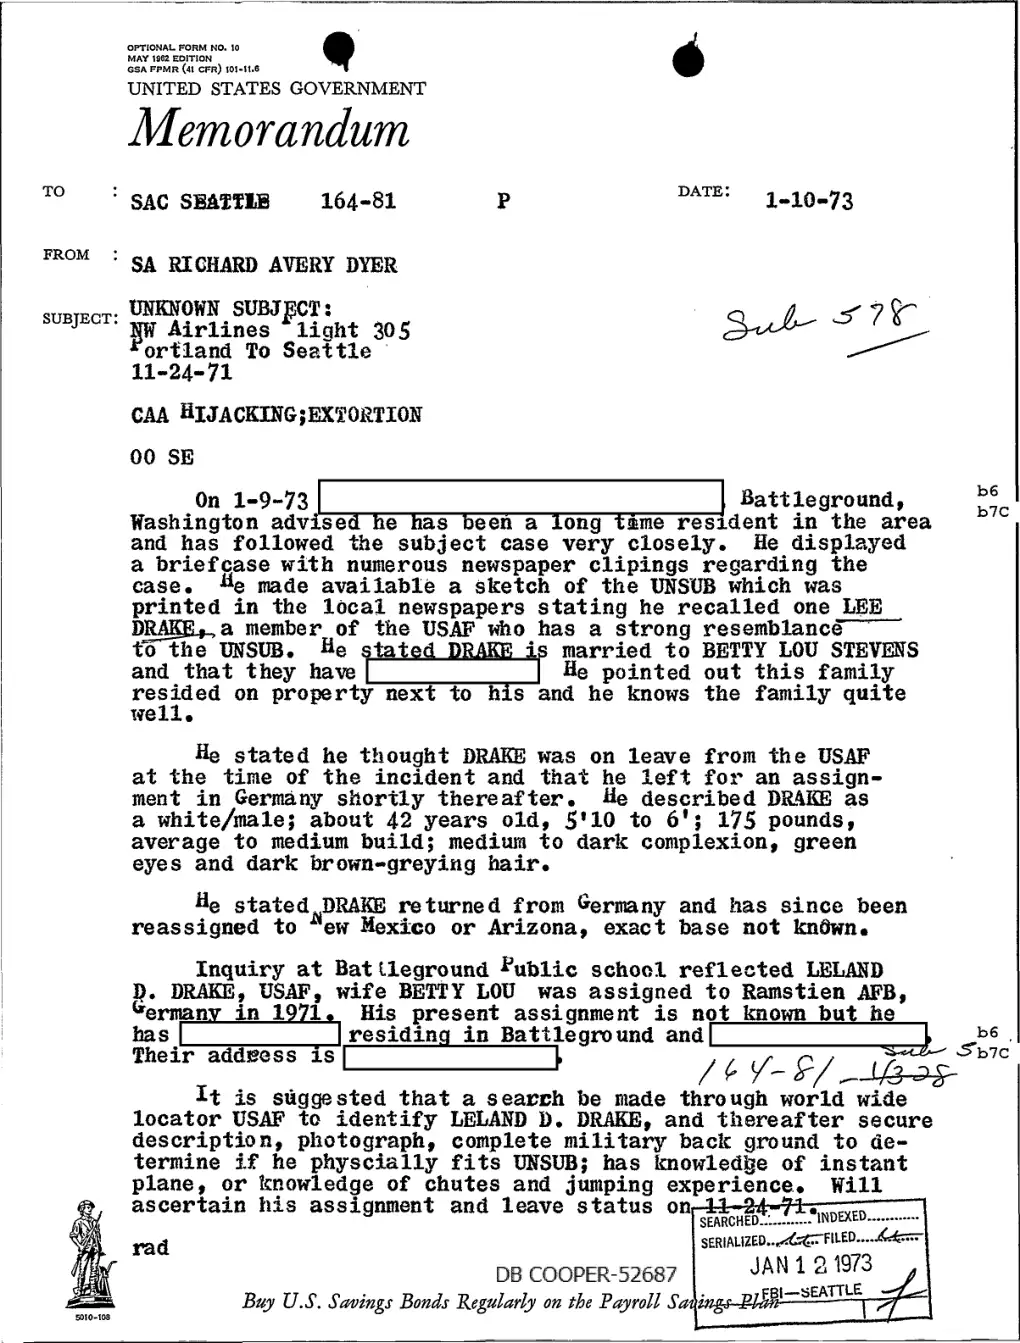 OPTIONAL FORM NO. 10
MAY 1962 EDITION
GSA FPMR (41 CFR) 101-11.6
UNITED STATES GOVERNMENT
Memorandum
TO : SAC SEATTLE 164-81 P DATE: 1-10-73
FROM : SA RICHARD AVERY DYER
SUBJECT: UNKNOWN SUBJECT:
NW Airlines Flight 305
Portland To Seattle
11-24-71
Sub 578
CAA HIJACKING;EXTORTION
OO SE
On 1-9-73 Battleground, b6
b7C
Washington advised he has been a long time resident in the area
and has followed the subject case very closely. He displayed
a briefcase with numerous newspaper clipings regarding the
case. He made available a sketch of the UNSUB which was
printed in the local newspapers stating he recalled one LEE
DRAKE, a member of the USAF who has a strong resemblance
to the UNSUB. He stated DRAKE is married to BETTY LOU STEVENS
and that they have He pointed out this family
resided on property next to his and he knows the family quite
well.
He stated he thought DRAKE was on leave from the USAF
at the time of the incident and that he left for an assign-
ment in Germany shortly thereafter. He described DRAKE as
a white/male; about 42 years old, 5'10 to 6'; 175 pounds,
average to medium build; medium to dark complexion, green
eyes and dark brown-greying hair.
He stated DRAKE returned from Germany and has since been
reassigned to New Mexico or Arizona, exact base not known.
Inquiry at Battleground Public school reflected LELAND
D. DRAKE, USAF, wife BETTY LOU was assigned to Ramstien AFB,
Germany in 1971. His present assignment is not known but he
has residing in Battleground and , b6
b7C
Their address is .
Sub 5
164-81-4328
It is suggested that a search be made through world wide
locator USAF to identify LELAND D. DRAKE, and thereafter secure
description, photograph, complete military back ground to de-
termine if he physcially fits UNSUB; has knowledge of instant
plane, or knowledge of chutes and jumping experience. Will
ascertain his assignment and leave status on 11-24-71.
rad
SEARCHED............INDEXED............
SERIALIZED........FILED............
JAN 12 1973
FBI—SEATTLE
DB COOPER-52687
Buy U.S. Savings Bonds Regularly on the Payroll Savings Plan
5010-108